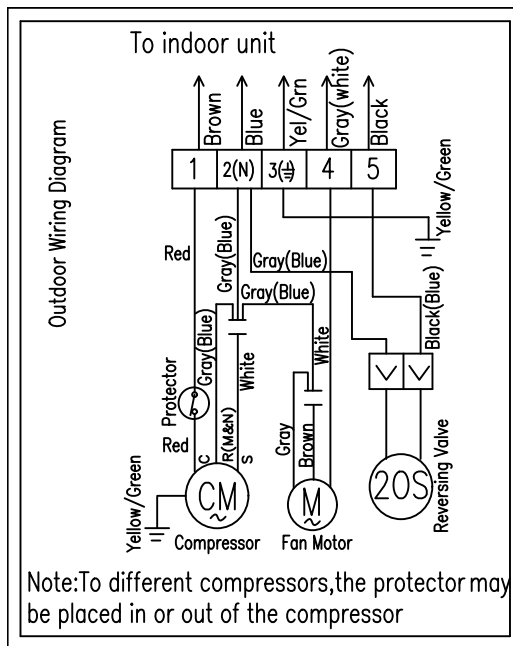 To indoor unit
Brown
Blue
Yel/Grn
Gray(white)
Black
1
2(N)
3(⏚)
4
5
Outdoor Wiring Diagram
Red
Gray(Blue)
Gray(Blue)
Yellow/Green
Gray(Blue)
Gray(Blue)
White
White
Black(Blue)
Protector
Red
C
R(M&N)
S
Gray
Brown
Yellow/Green
CM
~
M
~
20S
Reversing Valve
Compressor
Fan Motor
Note:To different compressors,the protector may
be placed in or out of the compressor